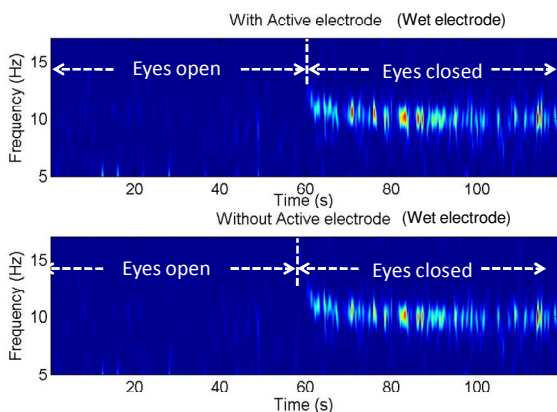 With Active electrode (Wet electrode)
15
10
5
Frequency (Hz)
Eyes open
Eyes closed
20 40 60 80 100
Time (s)
Without Active electrode (Wet electrode)
15
10
5
Frequency (Hz)
Eyes open
Eyes closed
20 40 60 80 100
Time (s)